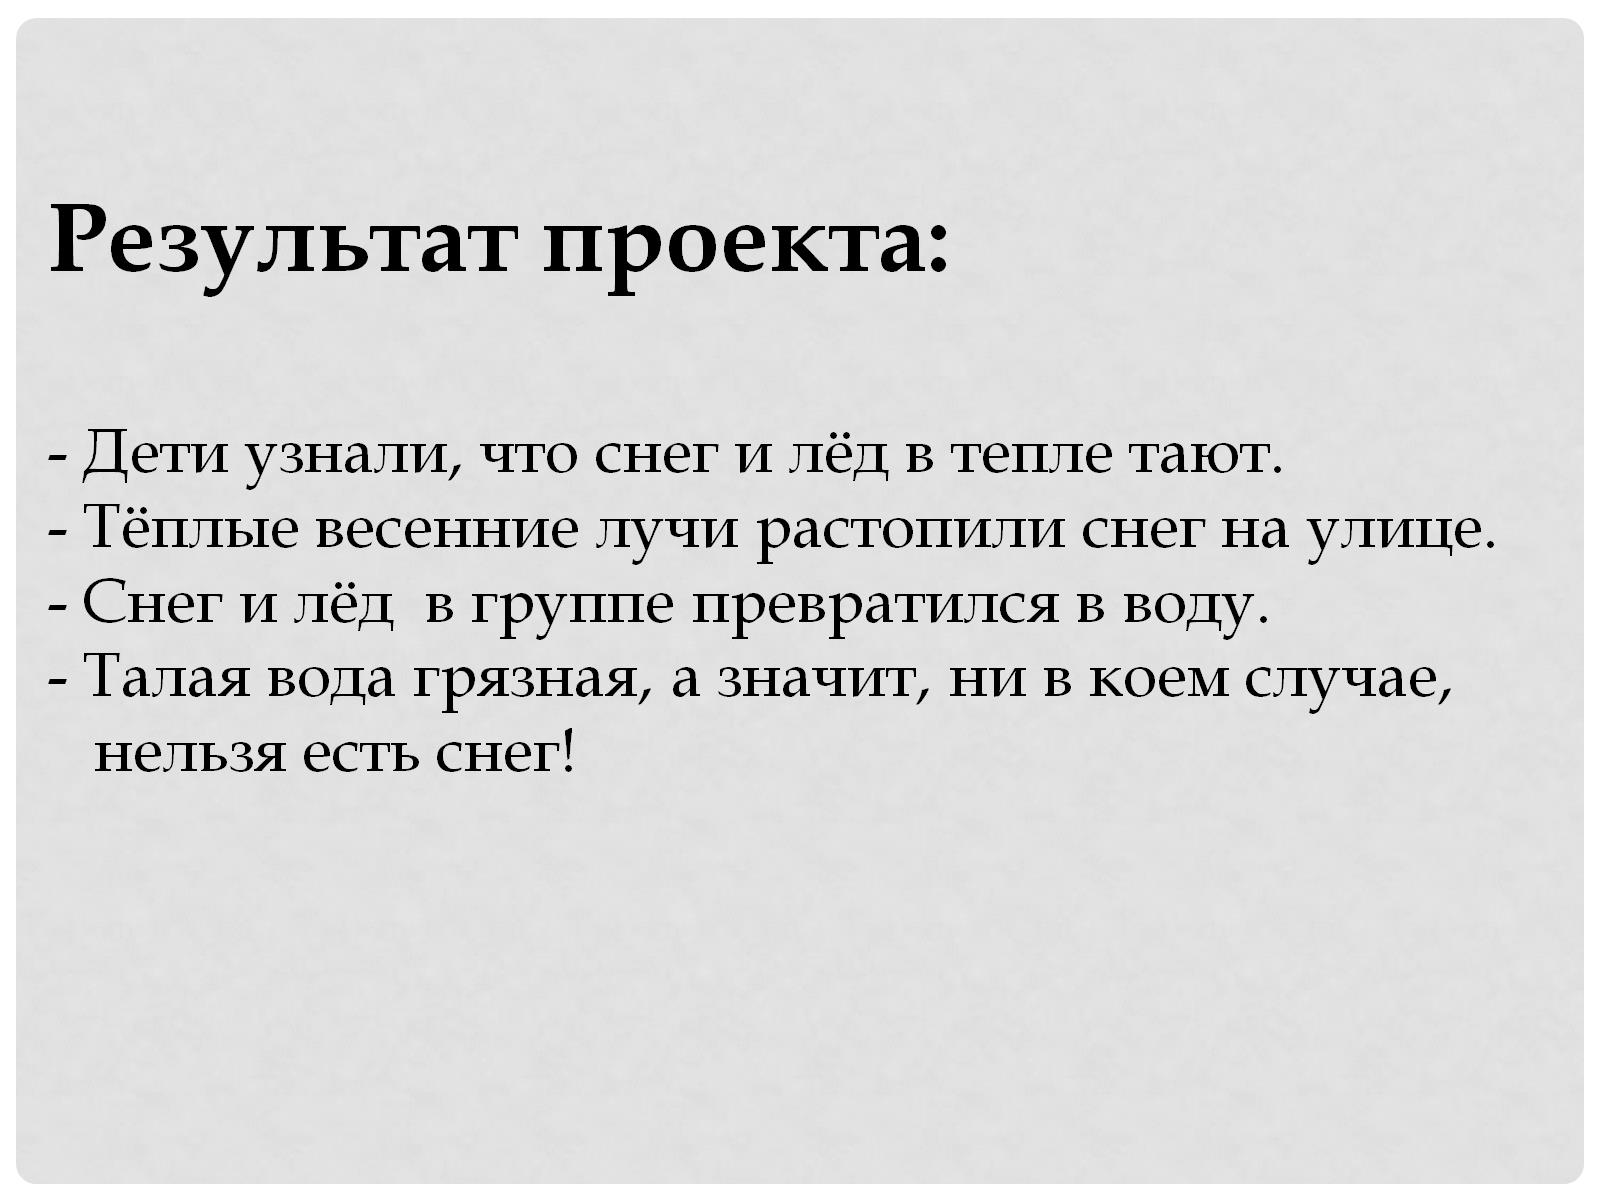 Результат проекта:
- Дети узнали, что снег и лёд в тепле тают.
- Тёплые весенние лучи растопили снег на улице.
- Снег и лёд  в группе превратился в воду.
- Талая вода грязная, а значит, ни в коем случае,
нельзя есть снег!